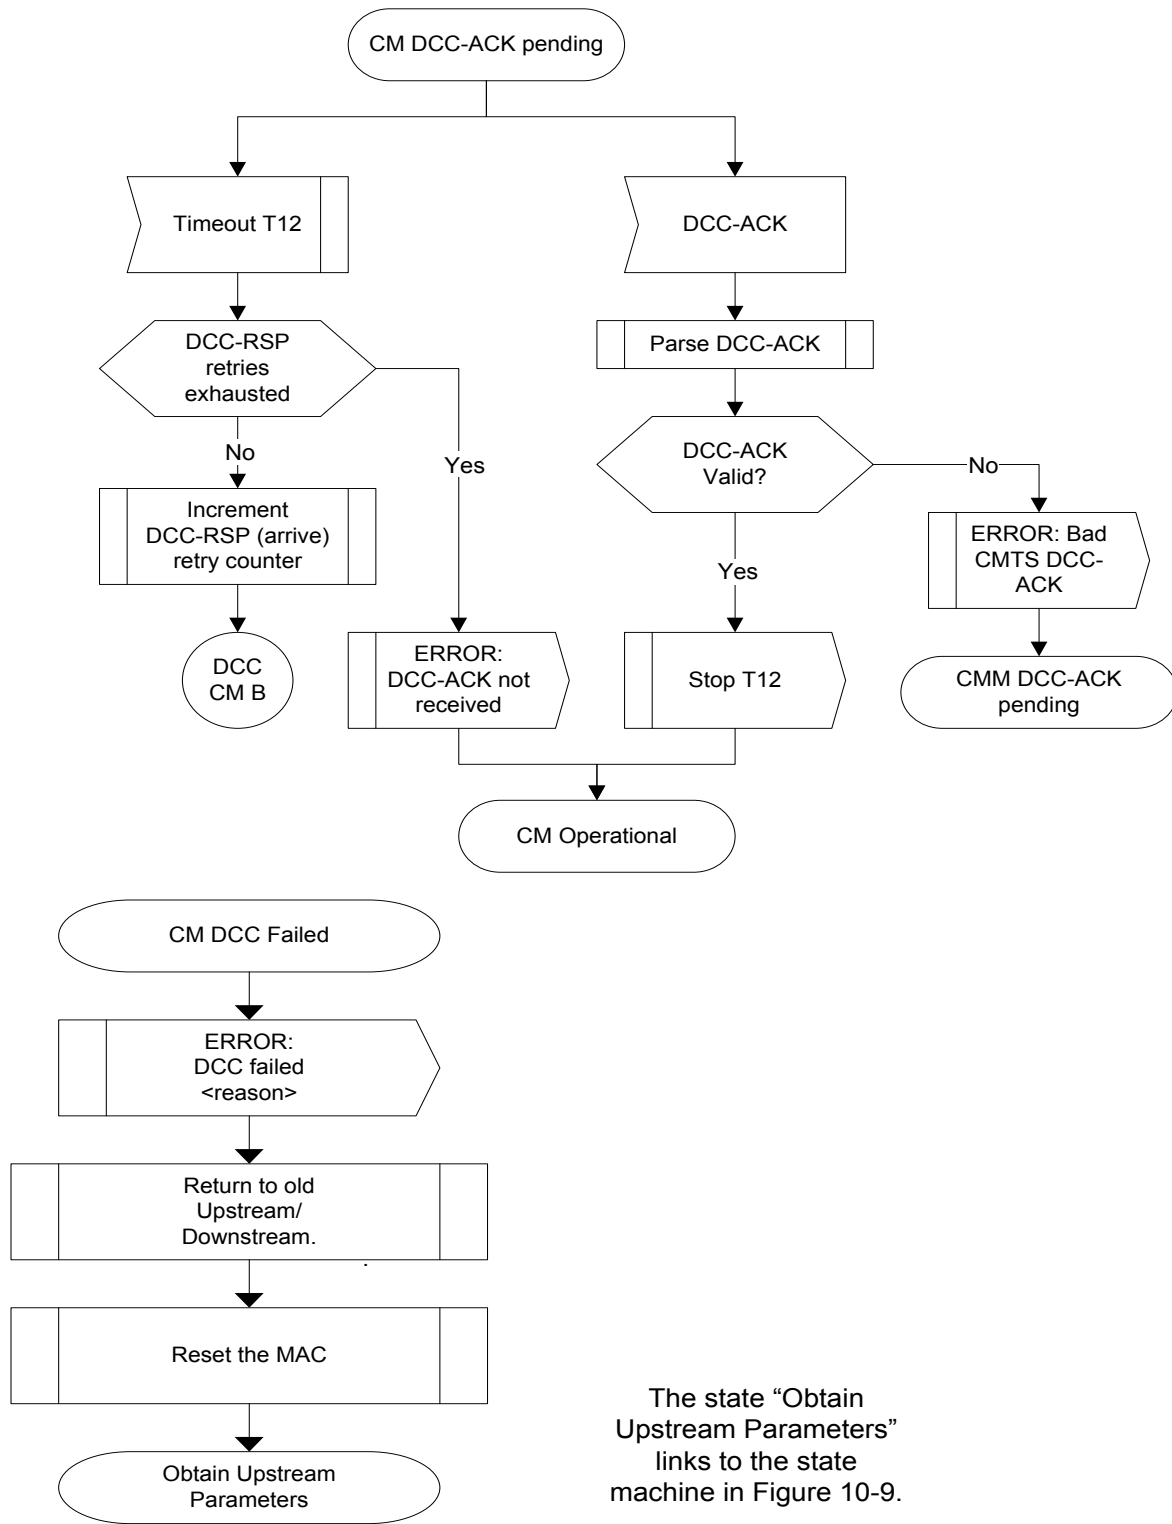 CM DCC-ACK pending
Timeout T12
DCC-ACK
DCC-RSP
retries
exhausted
Parse DCC-ACK
No
Yes
DCC-ACK
Valid?
No
Increment
DCC-RSP (arrive)
retry counter
Yes
ERROR: Bad
CMTS DCC-
ACK
DCC
CM B
ERROR:
DCC-ACK not
received
Stop T12
CMM DCC-ACK
pending
CM Operational
CM DCC Failed
ERROR:
DCC failed
<reason>
Return to old
Upstream/
Downstream.
.
Reset the MAC
Obtain Upstream
Parameters
The state “Obtain
Upstream Parameters”
links to the state
machine in Figure 10-9.